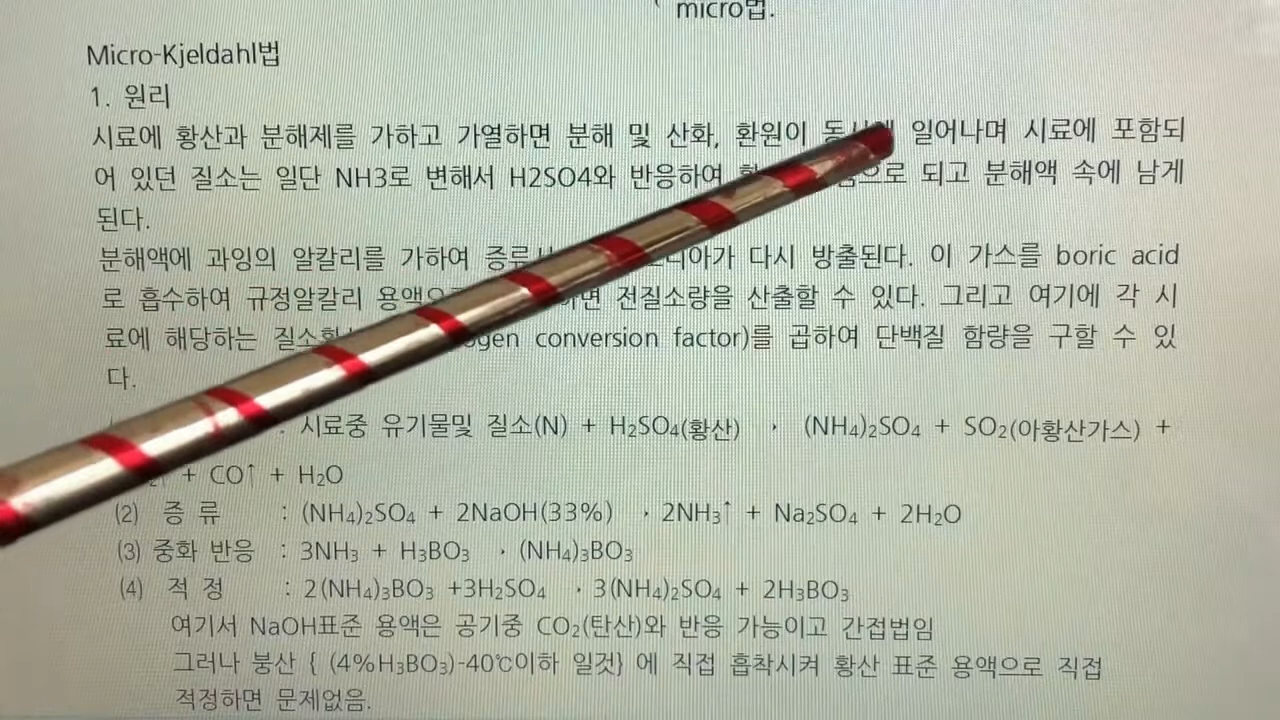 micro법.
Micro-Kjeldahl법
1. 원리
시료에 황산과 분해제를 가하고 가열하면 분해 및 산화, 환원이 일어나며 시료에 포함되
어 있던 질소는 일단 NH3로 변해서 H2SO4와 반응하여 되고 분해액 속에 남게
된다.
분해액에 과잉의 알칼리를 가하여 다시 방출된다. 이 가스를 boric acid
로 흡수하여 규정알칼리 전질소량을 산출할 수 있다. 그리고 여기에 각 시
료에 해당하는 conversion factor)를 곱하여 단백질 함량을 구할 수 있
다.
: 시료중 유기물및 질소(N) + H₂SO₄(황산) → (NH₄)₂SO₄ + SO₂(아황산가스) +
+ CO↑ + H₂O
(2) 증 류 : (NH₄)₂SO₄ + 2NaOH(33%) → 2NH₃↑ + Na₂SO₄ + 2H₂O
(3) 중화 반응 : 3NH₃ + H₃BO₃ → (NH₄)₃BO₃
(4) 적 정 : 2(NH₄)₃BO₃ +3H₂SO₄ → 3(NH₄)₂SO₄ + 2H₃BO₃
여기서 NaOH표준 용액은 공기중 CO₂(탄산)와 반응 가능이고 간접법임
그러나 붕산 { (4%H₃BO₃)-40℃이하 일것} 에 직접 흡착시켜 황산 표준 용액으로 직접
적정하면 문제없음.